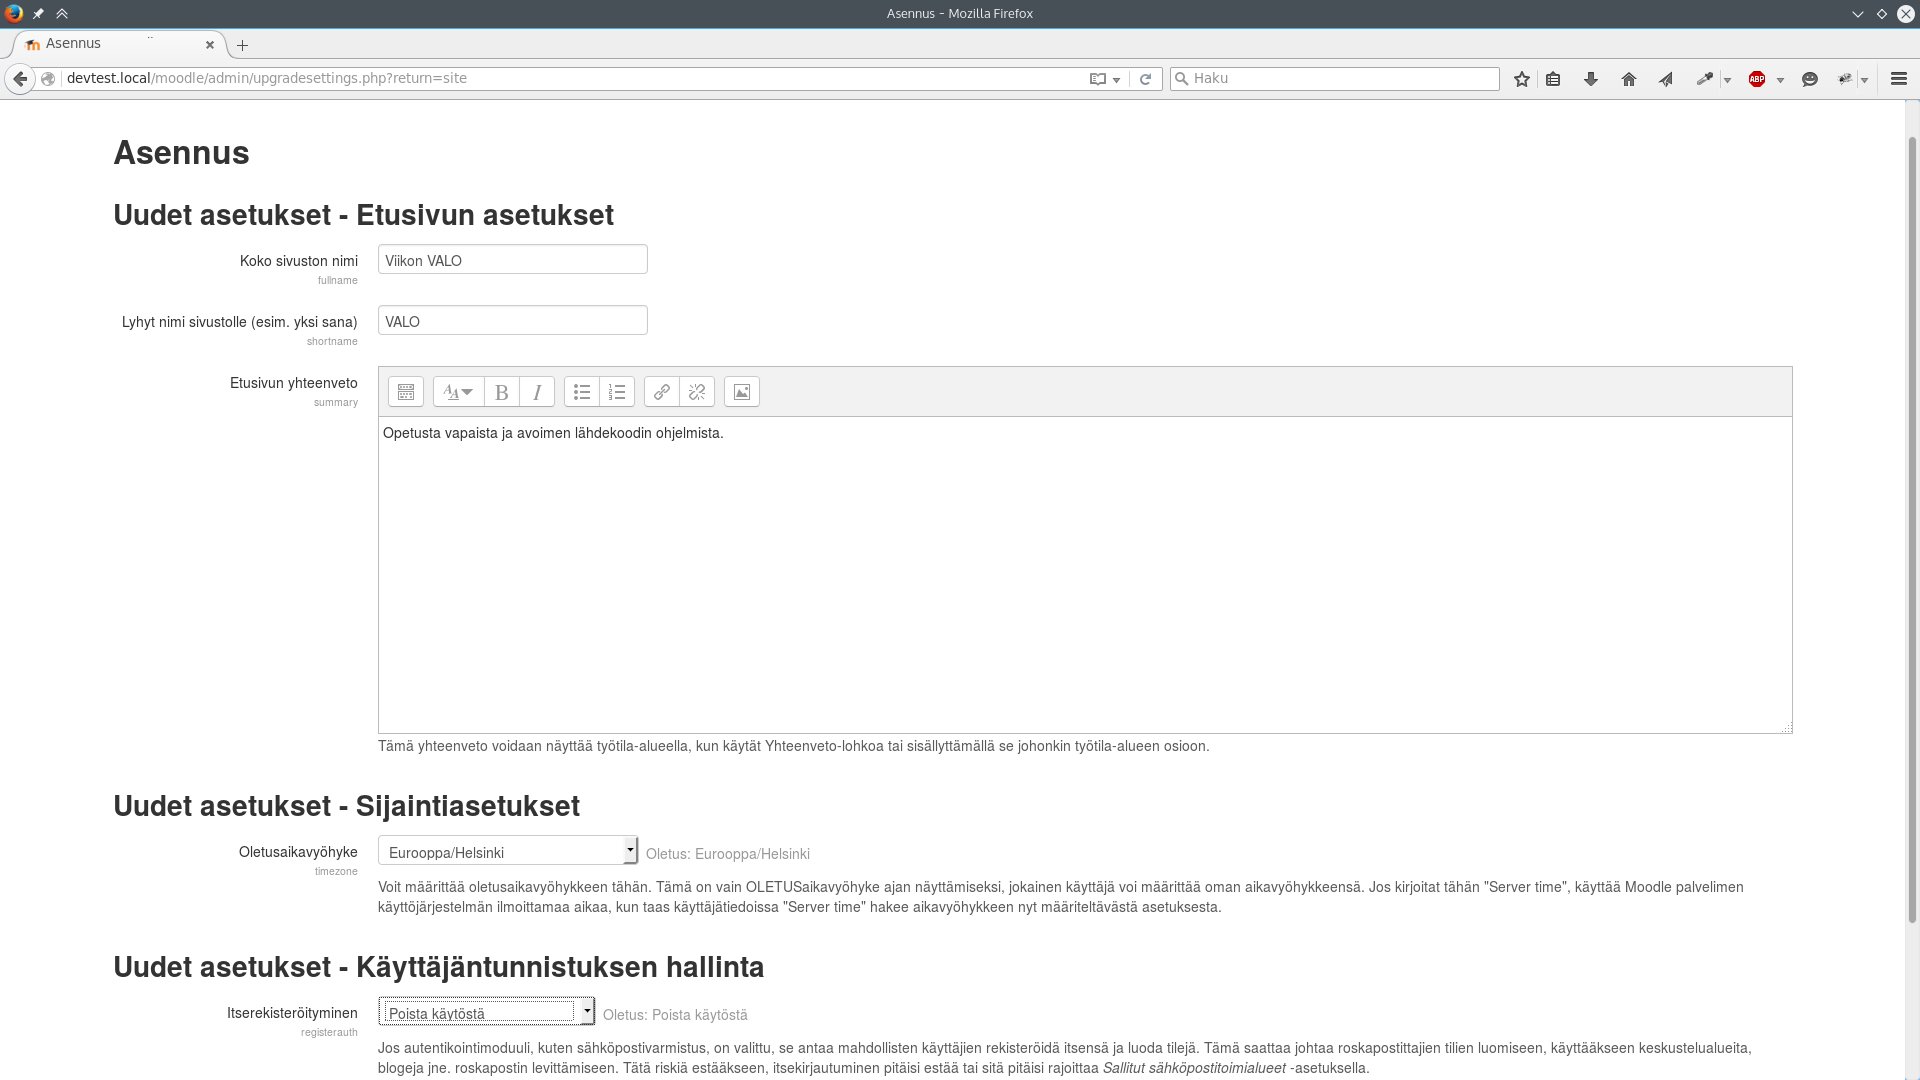 Asennus - Mozilla Firefox
Asennus
devtest.local/moodle/admin/upgradesettings.php?return=site
Haku
ABP
Asennus
Uudet asetukset - Etusivun asetukset
Koko sivuston nimi
Viikon VALO
fullname
Lyhyt nimi sivustolle (esim. yksi sana)
VALO
shortname
Etusivun yhteenveto
summary
Opetusta vapaista ja avoimen lähdekoodin ohjelmista.
Tämä yhteenveto voidaan näyttää työtila-alueella, kun käytät Yhteenveto-lohkoa tai sisällyttämällä se johonkin työtila-alueen osioon.
Uudet asetukset - Sijaintiasetukset
Oletusaikavyöhyke
Eurooppa/Helsinki
Oletus: Eurooppa/Helsinki
timezone
Voit määrittää oletusaikavyöhykkeen tähän. Tämä on vain OLETUSaikavyöhyke ajan näyttämiseksi, jokainen käyttäjä voi määrittää oman aikavyöhykkeensä. Jos kirjoitat tähän "Server time", käyttää Moodle palvelimen
käyttöjärjestelmän ilmoittamaa aikaa, kun taas käyttäjätiedoissa "Server time" hakee aikavyöhykkeen nyt määriteltävästä asetuksesta.
Uudet asetukset - Käyttäjäntunnistuksen hallinta
Itserekisteröityminen
Poista käytöstä
Oletus: Poista käytöstä
registerauth
Jos autentikointimoduuli, kuten sähköpostivarmistus, on valittu, se antaa mahdollisten käyttäjien rekisteröidä itsensä ja luoda tilejä. Tämä saattaa johtaa roskapostittajien tilien luomiseen, käyttääkseen keskustelualueita,
blogeja jne. roskapostin levittämiseen. Tätä riskiä estääkseen, itsekirjautuminen pitäisi estää tai sitä pitäisi rajoittaa Sallitut sähköpostitoimialueet -asetuksella.